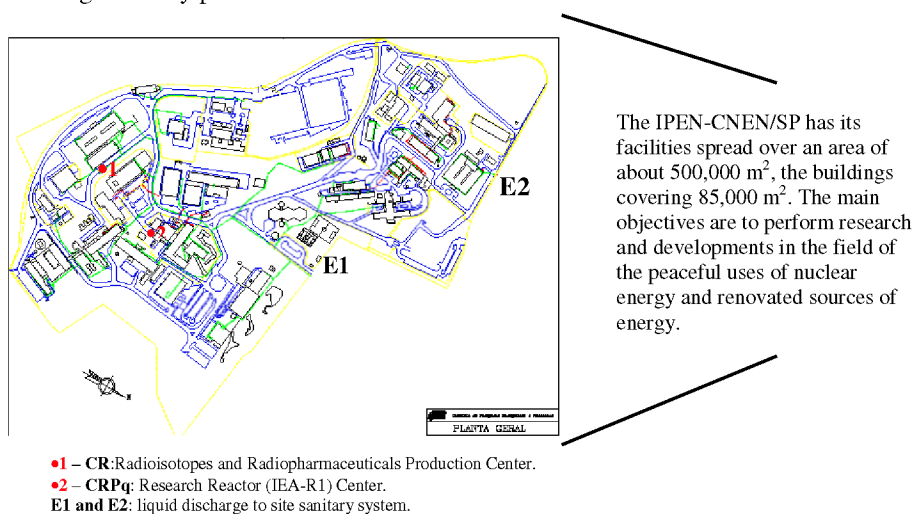 The IPEN-CNEN/SP has its
facilities spread over an area of
about 500,000 m², the buildings
covering 85,000 m². The main
objectives are to perform research
and developments in the field of
the peaceful uses of nuclear
energy and renovated sources of
energy.
1
2
E1
E2
PLANTA GERAL
•1 – CR:Radioisotopes and Radiopharmaceuticals Production Center.
•2 – CRPq: Research Reactor (IEA-R1) Center.
E1 and E2: liquid discharge to site sanitary system.